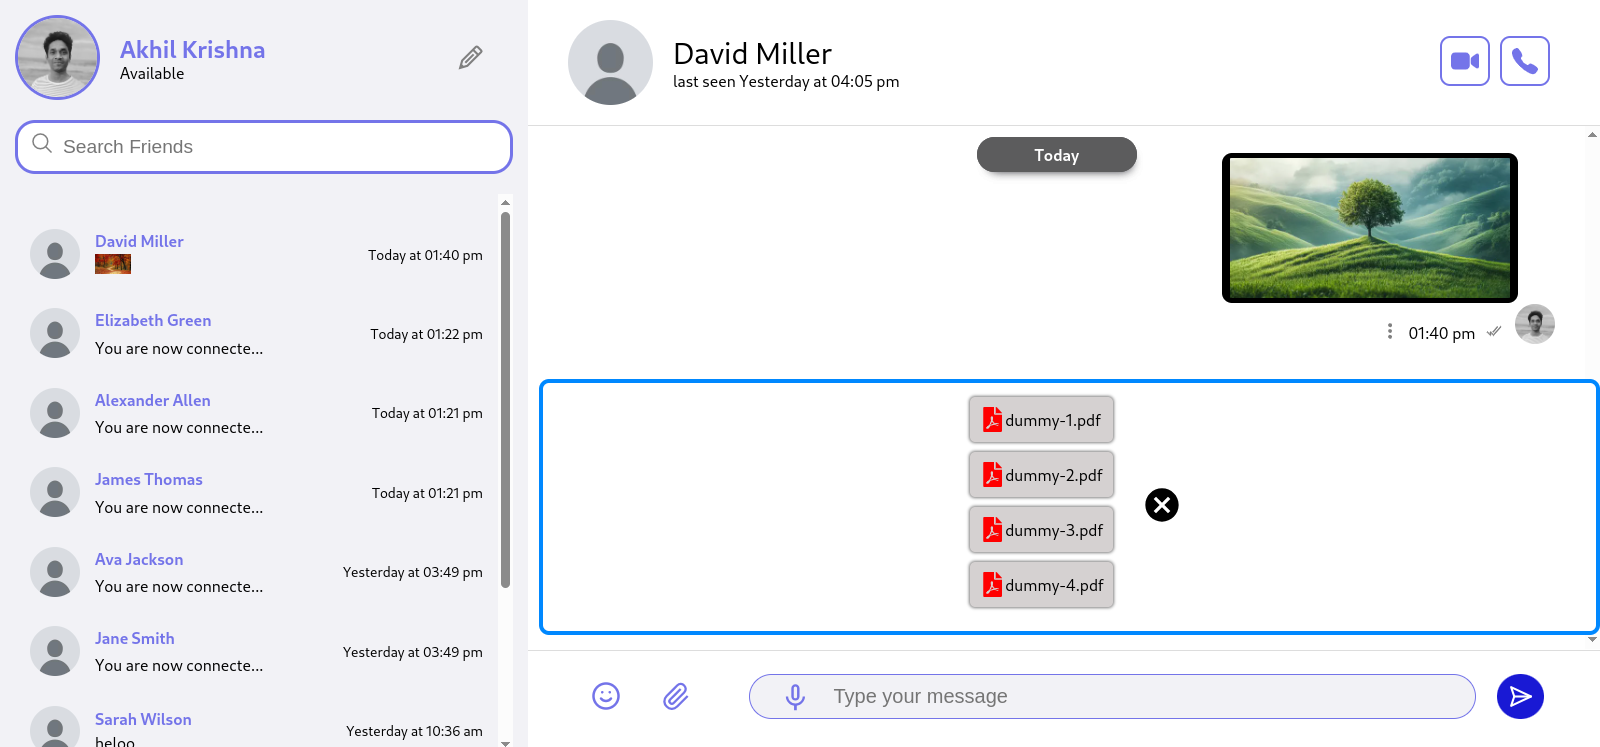 Akhil Krishna
Available
Search Friends
David Miller
Today at 01:40 pm
Elizabeth Green
You are now connecte...
Today at 01:22 pm
Alexander Allen
You are now connecte...
Today at 01:21 pm
James Thomas
You are now connecte...
Today at 01:21 pm
Ava Jackson
You are now connecte...
Yesterday at 03:49 pm
Jane Smith
You are now connecte...
Yesterday at 03:49 pm
Sarah Wilson
heloo
Yesterday at 10:36 am
David Miller
last seen Yesterday at 04:05 pm
Today
01:40 pm
dummy-1.pdf
dummy-2.pdf
dummy-3.pdf
dummy-4.pdf
Type your message